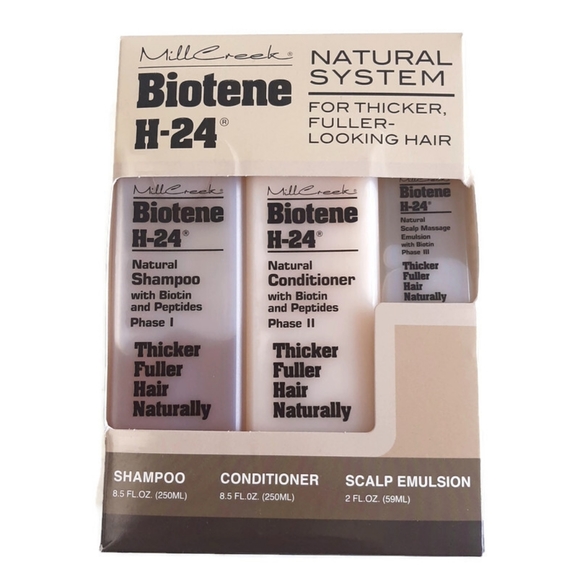 MillCreek®
Biotene
H-24®
NATURAL
SYSTEM
FOR THICKER,
FULLER-
LOOKING HAIR
MillCreek®
Biotene
H-24®
Natural
Shampoo
with Biotin
and Peptides
Phase I
Thicker
Fuller
Hair
Naturally
MillCreek®
Biotene
H-24®
Natural
Conditioner
with Biotin
and Peptides
Phase II
Thicker
Fuller
Hair
Naturally
MillCreek®
Biotene
H-24®
Natural
Scalp Massage
Emulsion
with Biotin
Phase III
Thicker
Fuller
Hair
Naturally
SHAMPOO
8.5 FL.OZ. (250ML)
CONDITIONER
8.5 FL.OZ. (250ML)
SCALP EMULSION
2 FL.OZ. (59ML)